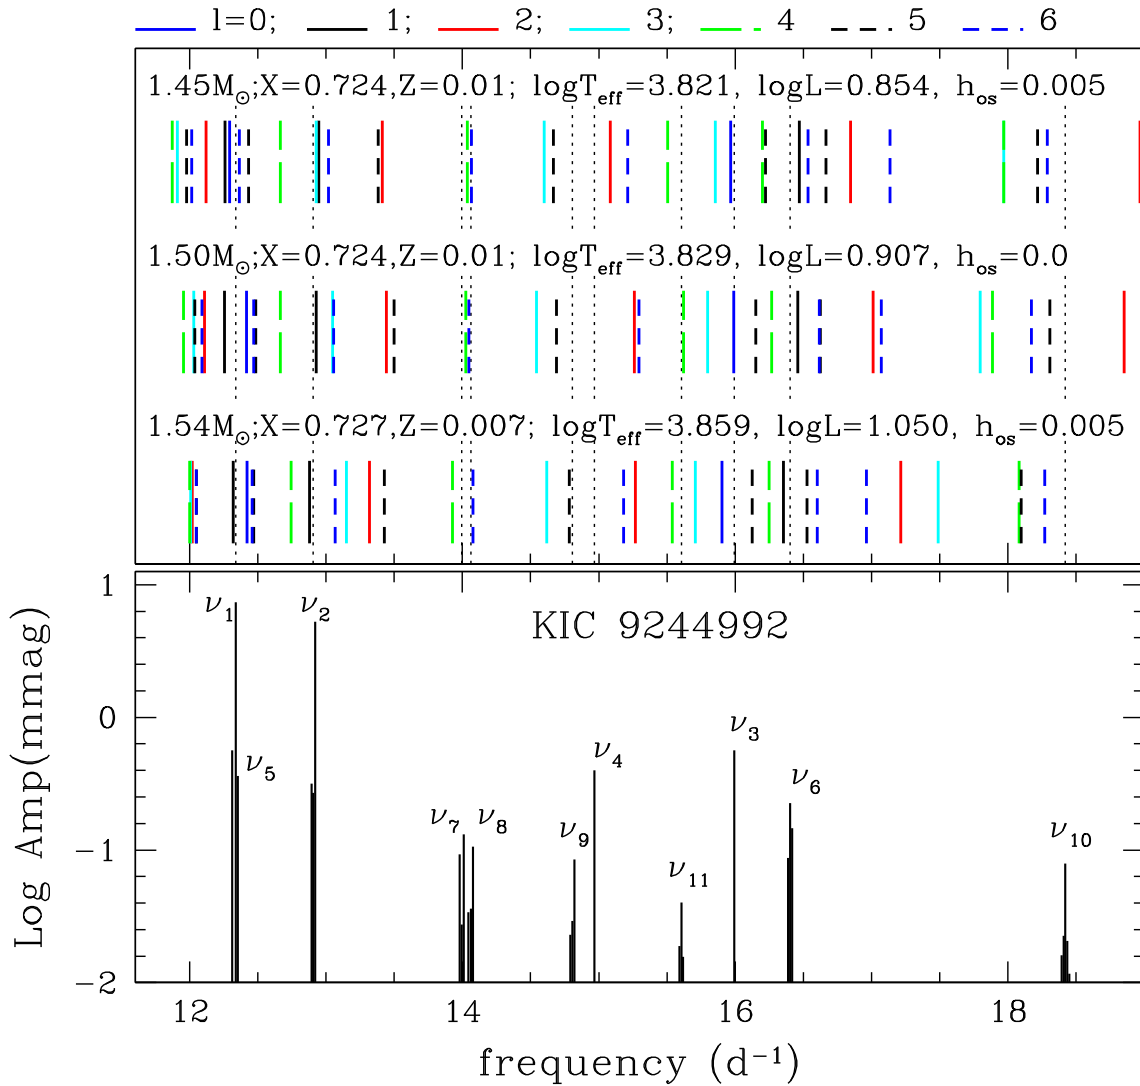 l=0; 1; 2; 3; 4 5 6
1.45M☉;X=0.724,Z=0.01; logTeff=3.821, logL=0.854, hos=0.005
1.50M☉;X=0.724,Z=0.01; logTeff=3.829, logL=0.907, hos=0.0
1.54M☉;X=0.727,Z=0.007; logTeff=3.859, logL=1.050, hos=0.005
KIC 9244992
ν1
ν2
ν5
ν3
ν4
ν6
ν7
ν8
ν9
ν10
ν11
1
0
−1
−2
Log Amp(mmag)
12 14 16 18
frequency (d⁻¹)